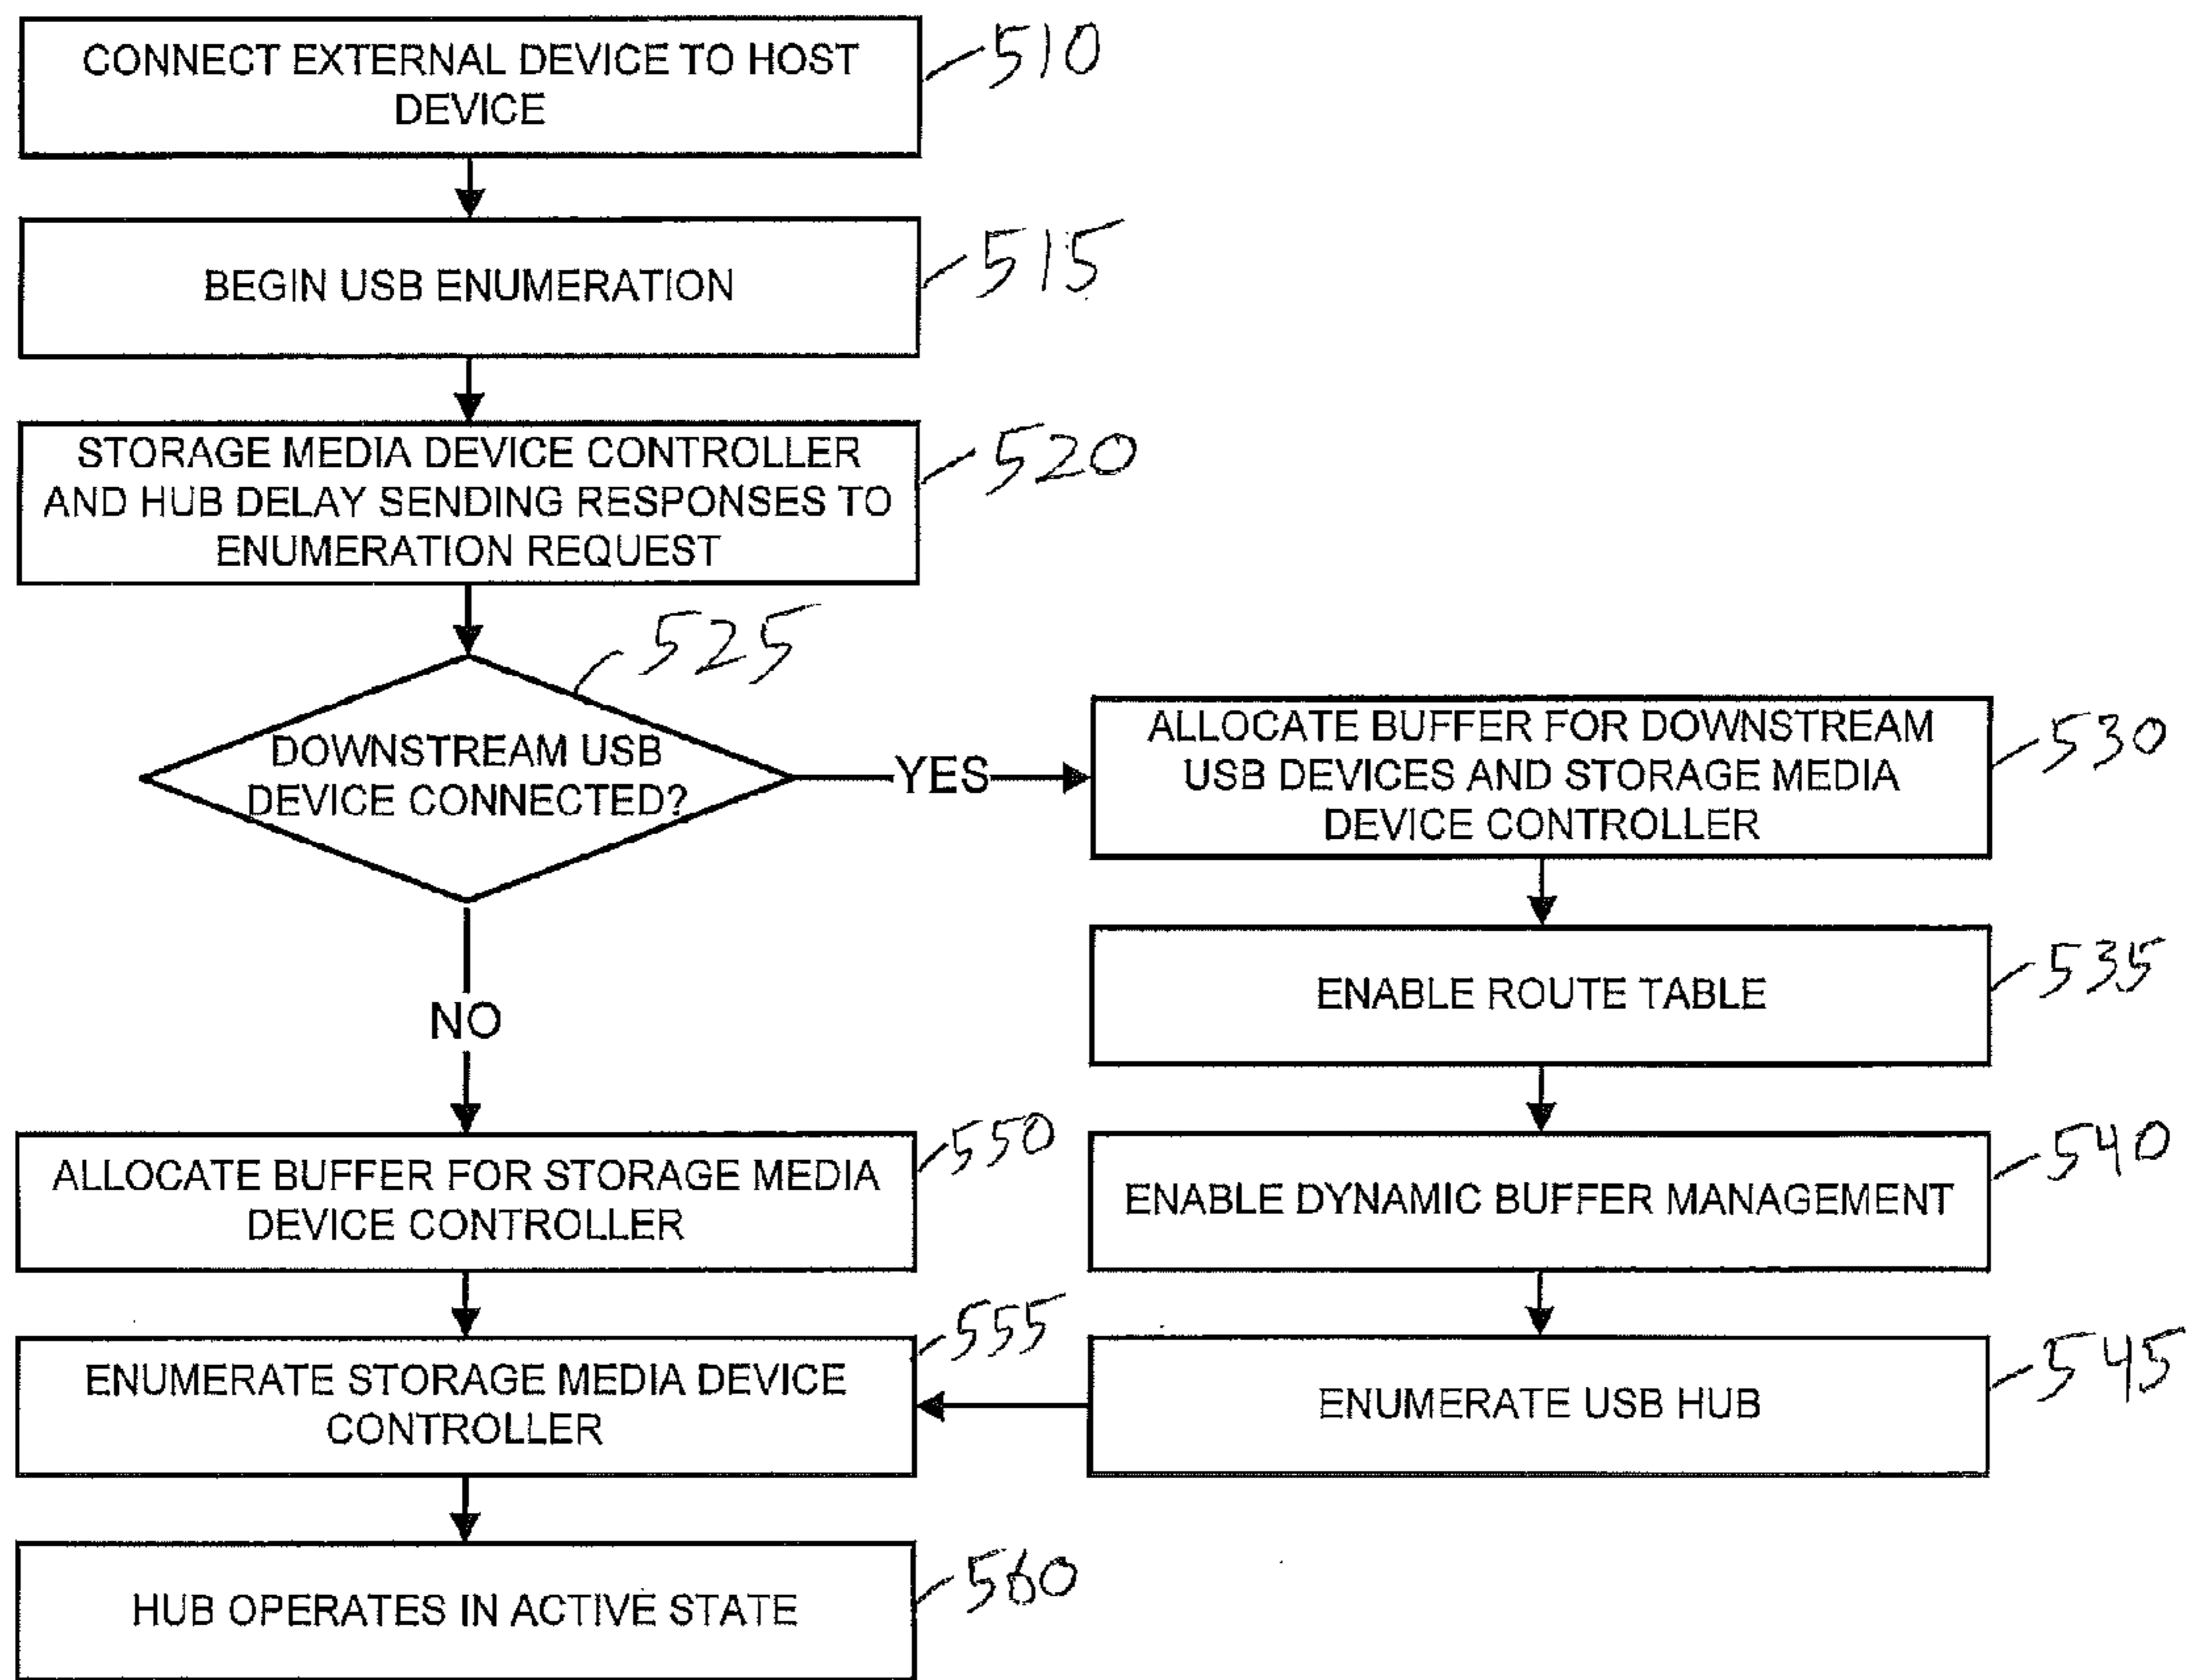 CONNECT EXTERNAL DEVICE TO HOST
DEVICE
510
BEGIN USB ENUMERATION
515
STORAGE MEDIA DEVICE CONTROLLER
AND HUB DELAY SENDING RESPONSES TO
ENUMERATION REQUEST
520
525
DOWNSTREAM USB
DEVICE CONNECTED?
YES
NO
ALLOCATE BUFFER FOR DOWNSTREAM
USB DEVICES AND STORAGE MEDIA
DEVICE CONTROLLER
530
ENABLE ROUTE TABLE
535
ENABLE DYNAMIC BUFFER MANAGEMENT
540
ENUMERATE USB HUB
545
ALLOCATE BUFFER FOR STORAGE MEDIA
DEVICE CONTROLLER
550
ENUMERATE STORAGE MEDIA DEVICE
CONTROLLER
555
HUB OPERATES IN ACTIVE STATE
560